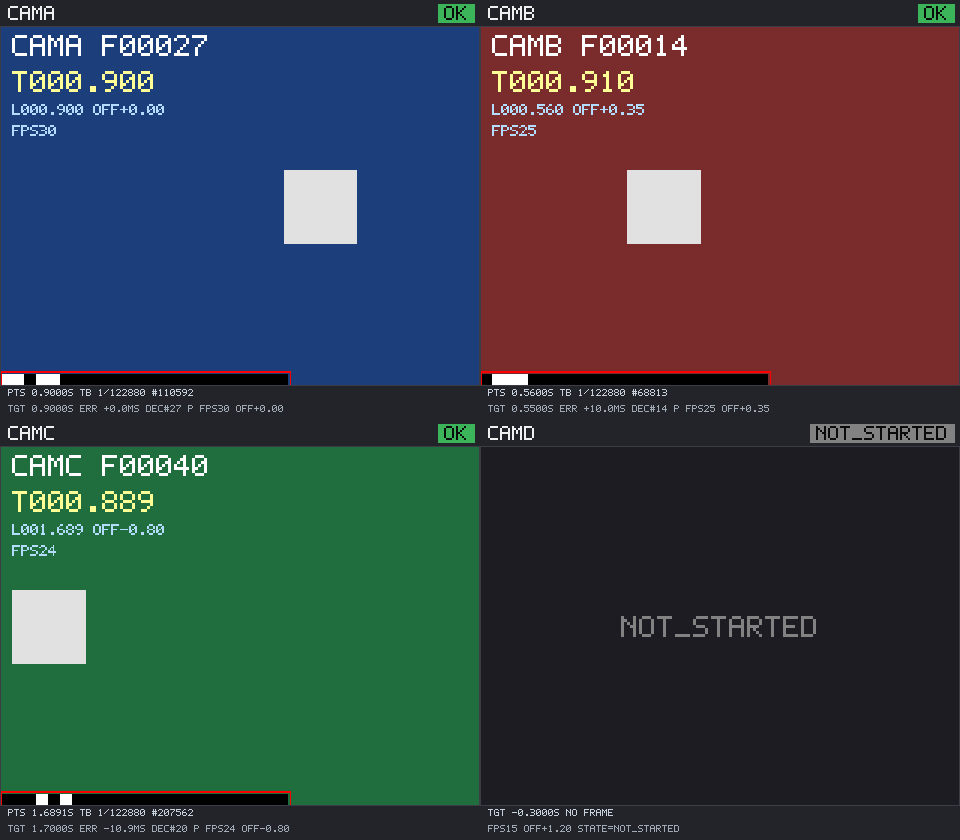 CAMA OK
CAMA F00027
T000.900
L000.900 OFF+0.00
FPS30
PTS 0.9000S TB 1/122880 #110592
TGT 0.9000S ERR +0.0MS DEC#27 P FPS30 OFF+0.00
CAMB OK
CAMB F00014
T000.910
L000.560 OFF+0.35
FPS25
PTS 0.5600S TB 1/122880 #68813
TGT 0.5500S ERR +10.0MS DEC#14 P FPS25 OFF+0.35
CAMC OK
CAMC F00040
T000.889
L001.689 OFF-0.80
FPS24
PTS 1.6891S TB 1/122880 #207562
TGT 1.7000S ERR -10.9MS DEC#20 P FPS24 OFF-0.80
CAMD NOT_STARTED
NOT_STARTED
TGT -0.3000S NO FRAME
FPS15 OFF+1.20 STATE=NOT_STARTED